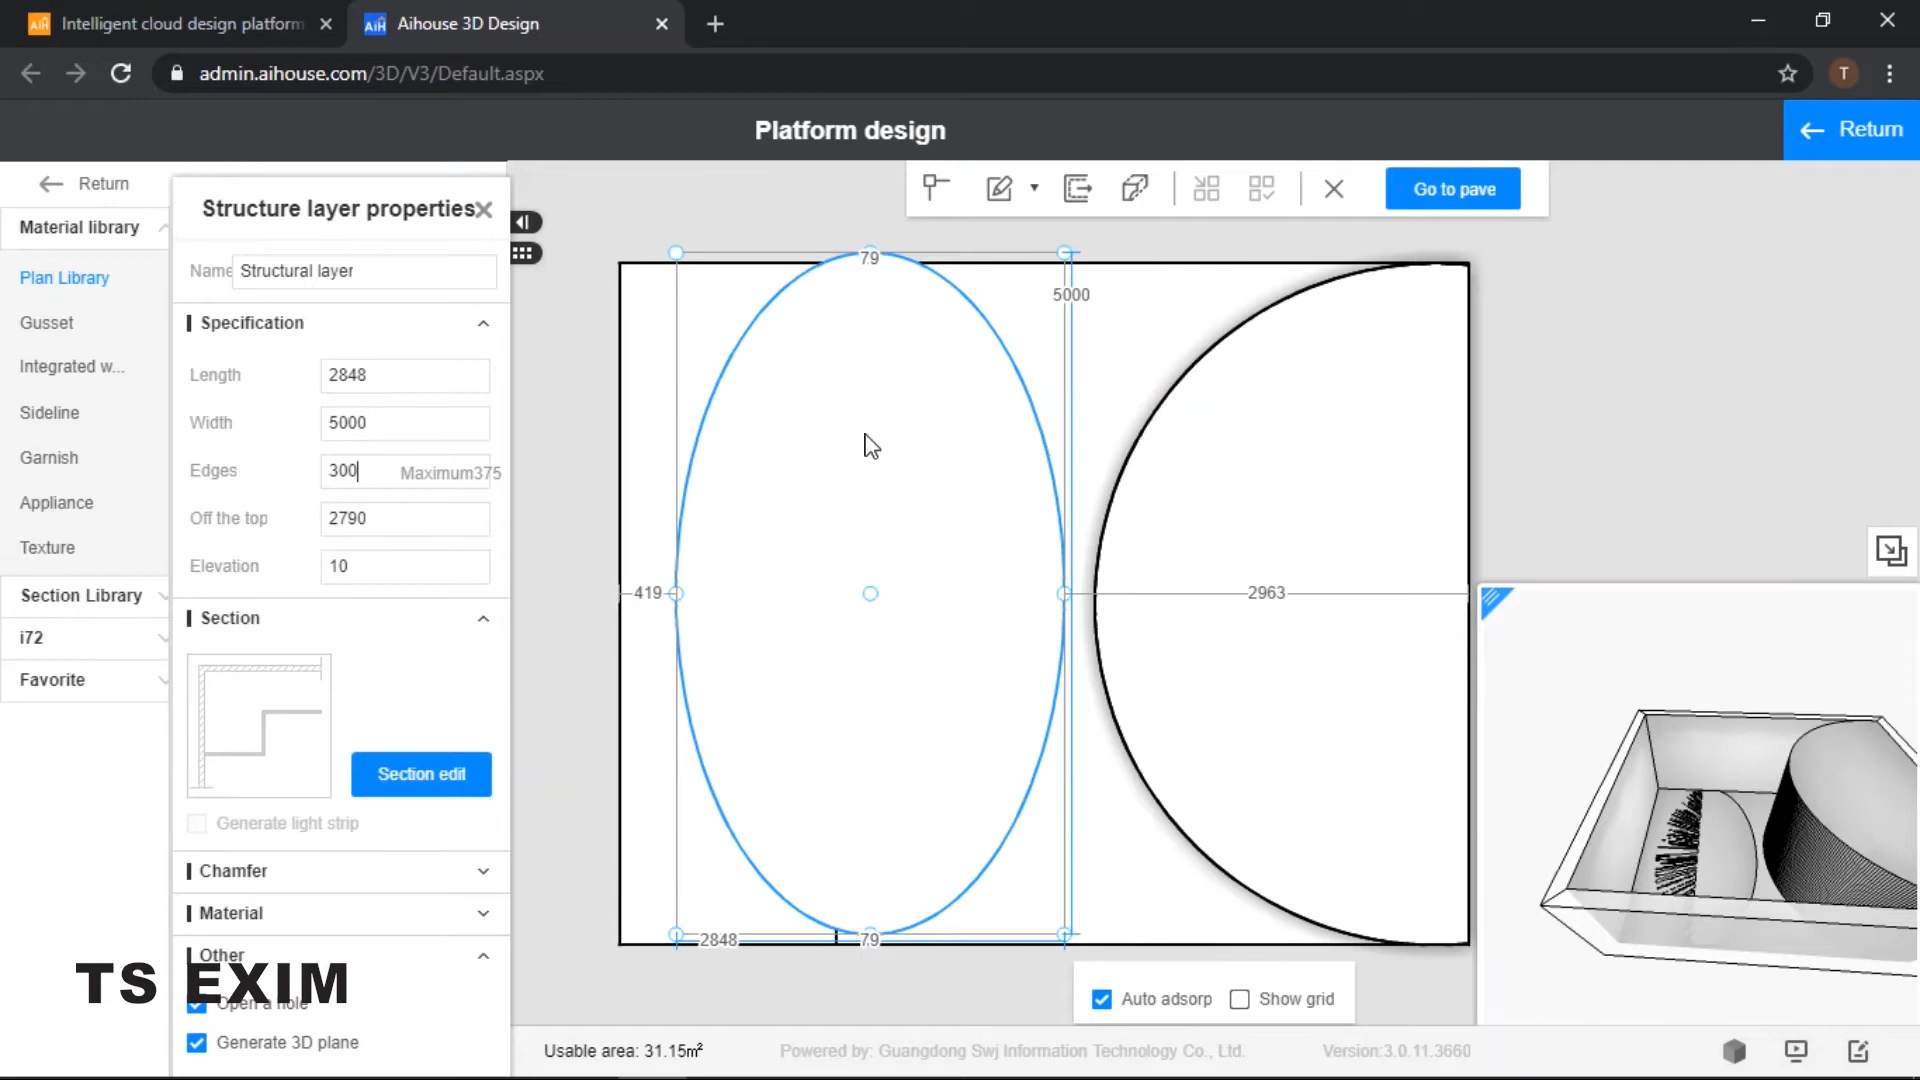 Intelligent cloud design platform
Aihouse 3D Design
admin.aihouse.com/3D/V3/Default.aspx
T
Platform design
Return
Return
Material library
Plan Library
Gusset
Integrated w...
Sideline
Garnish
Appliance
Texture
Section Library
i72
Favorite
Structure layer properties
Name Structural layer
Specification
Length 2848
Width 5000
Edges 300 Maximum375
Off the top 2790
Elevation 10
Section
Section edit
Generate light strip
Chamfer
Material
Other
Open a hole
Generate 3D plane
TS EXIM
Go to pave
79
5000
419
2963
2848
79
Auto adsorp Show grid
Usable area: 31.15㎡
Powered by: Guangdong Swj Information Technology Co., Ltd.
Version:3.0.11.3660